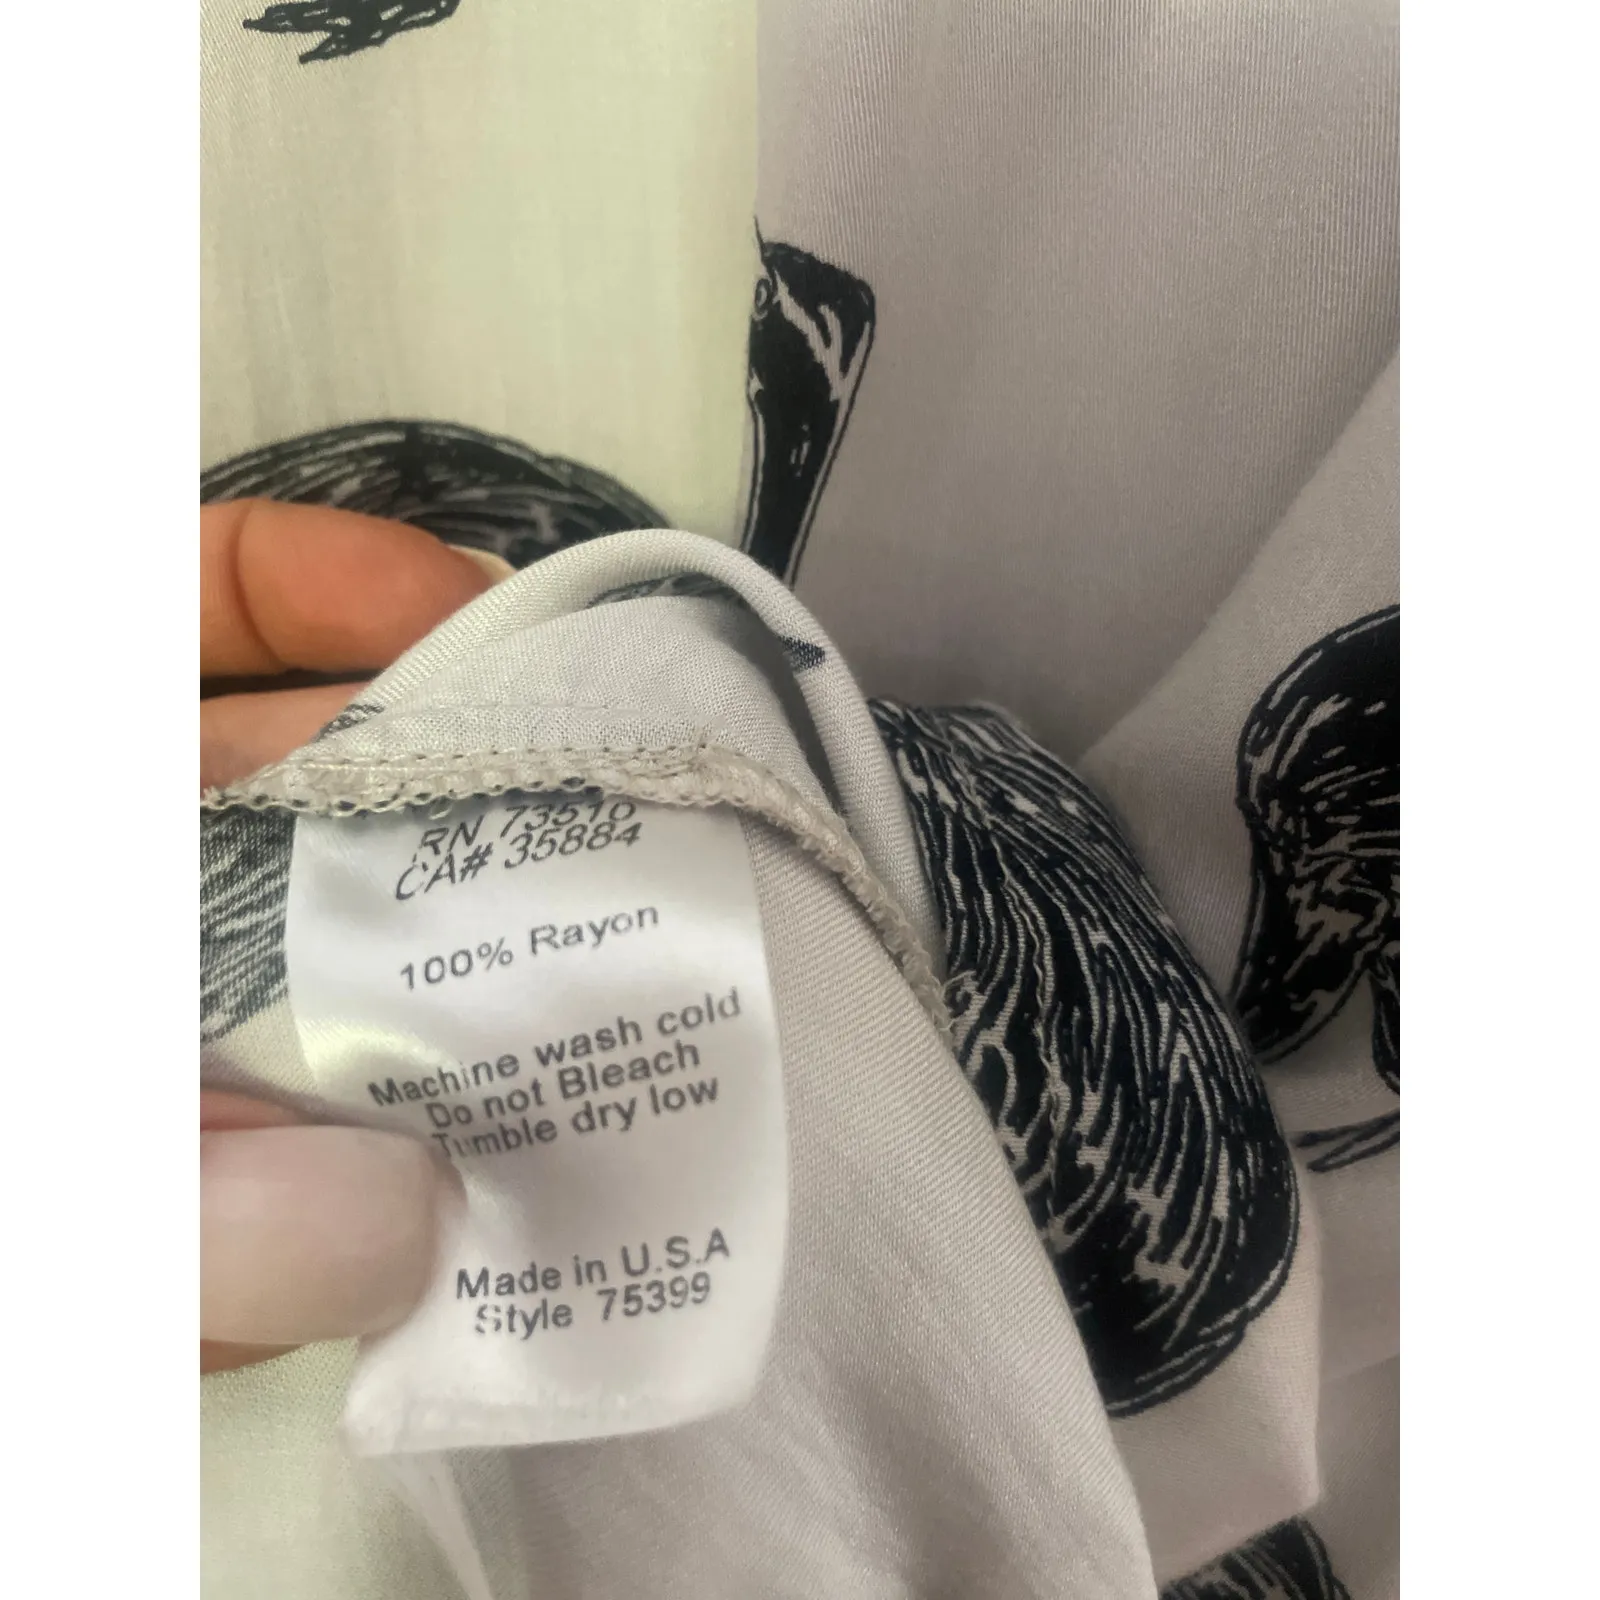 RN 73510
CA# 35884
100% Rayon
Machine wash cold
Do not Bleach
Tumble dry low
Made in U.S.A
Style 75399